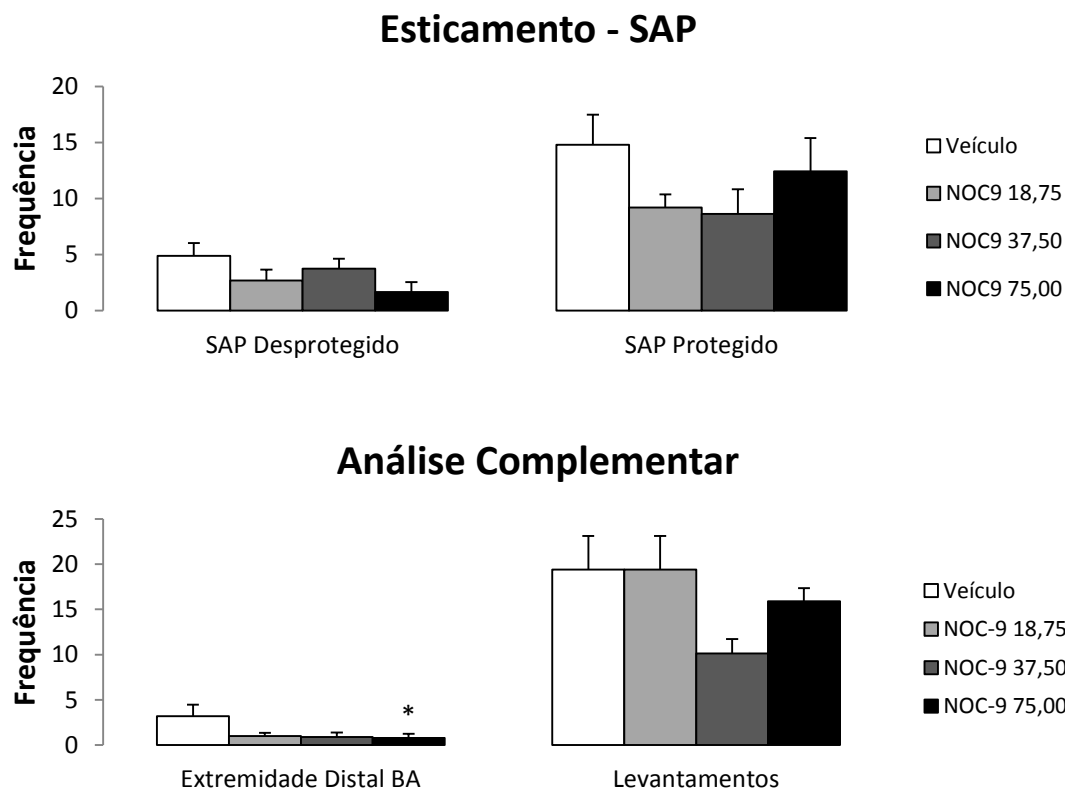 Esticamento - SAP
20
15
10
5
0
Frequência
SAP Desprotegido
SAP Protegido
Veículo
NOC9 18,75
NOC9 37,50
NOC9 75,00
Análise Complementar
25
20
15
10
5
0
Frequência
*
Extremidade Distal BA
Levantamentos
Veículo
NOC-9 18,75
NOC-9 37,50
NOC-9 75,00